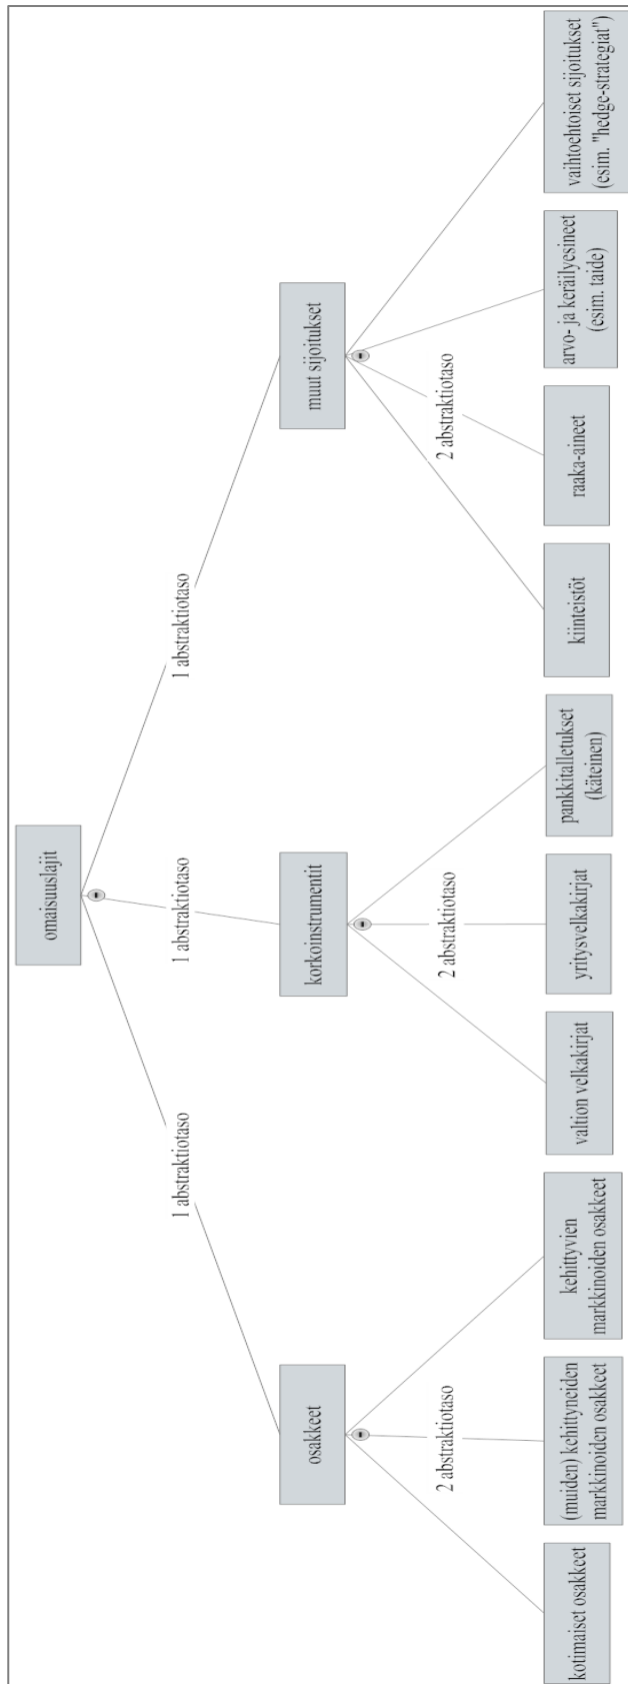 omaisuuslajit
1 abstraktiotaso
1 abstraktiotaso
1 abstraktiotaso
osakkeet
korkoinstrumentit
muut sijoitukset
2 abstraktiotaso
2 abstraktiotaso
2 abstraktiotaso
kotimaiset osakkeet
(muiden) kehittyneiden
markkinoiden osakkeet
kehittyvien
markkinoiden osakkeet
valtion velkakirjat
yritysvelkakirjat
pankkitalletukset
(käteinen)
kiinteistöt
raaka-aineet
arvo- ja keräilyesineet
(esim. taide)
vaihtoehtoiset sijoitukset
(esim. "hedge-strategiat")